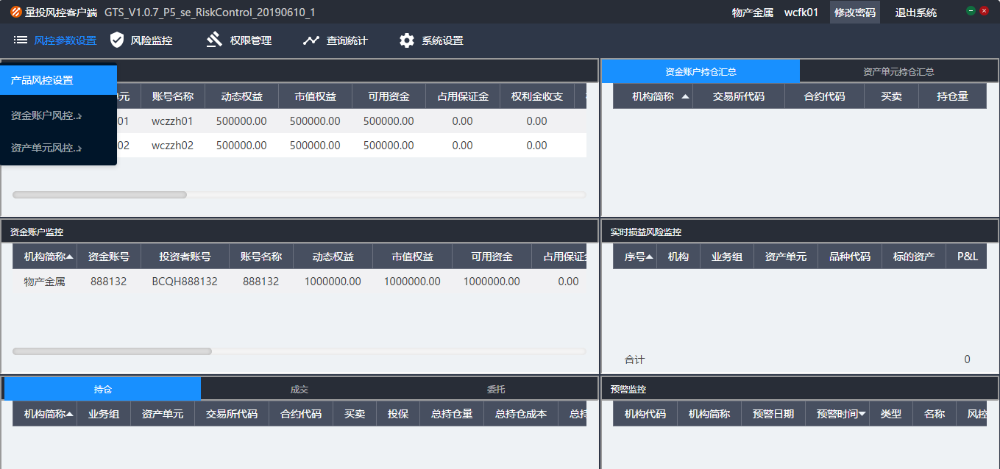 量投风控客户端 GTS_V1.0.7_P5_se_RiskControl_20190610_1 物产金属 wcfk01 修改密码 退出系统
风控参数设置 风险监控 权限管理 查询统计 系统设置
产品风控设置
资金账户风控..
资产单元风控..
资金账户持仓汇总 资产单元持仓汇总
元 账号名称 动态权益 市值权益 可用资金 占用保证金 权利金收支
01 wczzh01 500000.00 500000.00 500000.00 0.00 0.00
02 wczzh02 500000.00 500000.00 500000.00 0.00 0.00
机构简称 交易所代码 合约代码 买卖 持仓量
资金账户监控
机构简称 资金账号 投资者账号 账号名称 动态权益 市值权益 可用资金 占用保证
物产金属 888132 BCQH888132 888132 1000000.00 1000000.00 1000000.00 0.00
实时损益风险监控
序号 机构 业务组 资产单元 品种代码 标的资产 P&L
合计 0
持仓 成交 委托
机构简称 业务组 资产单元 交易所代码 合约代码 买卖 投保 总持仓量 总持仓成本 总持
预警监控
机构代码 机构简称 预警日期 预警时间 类型 名称 风控